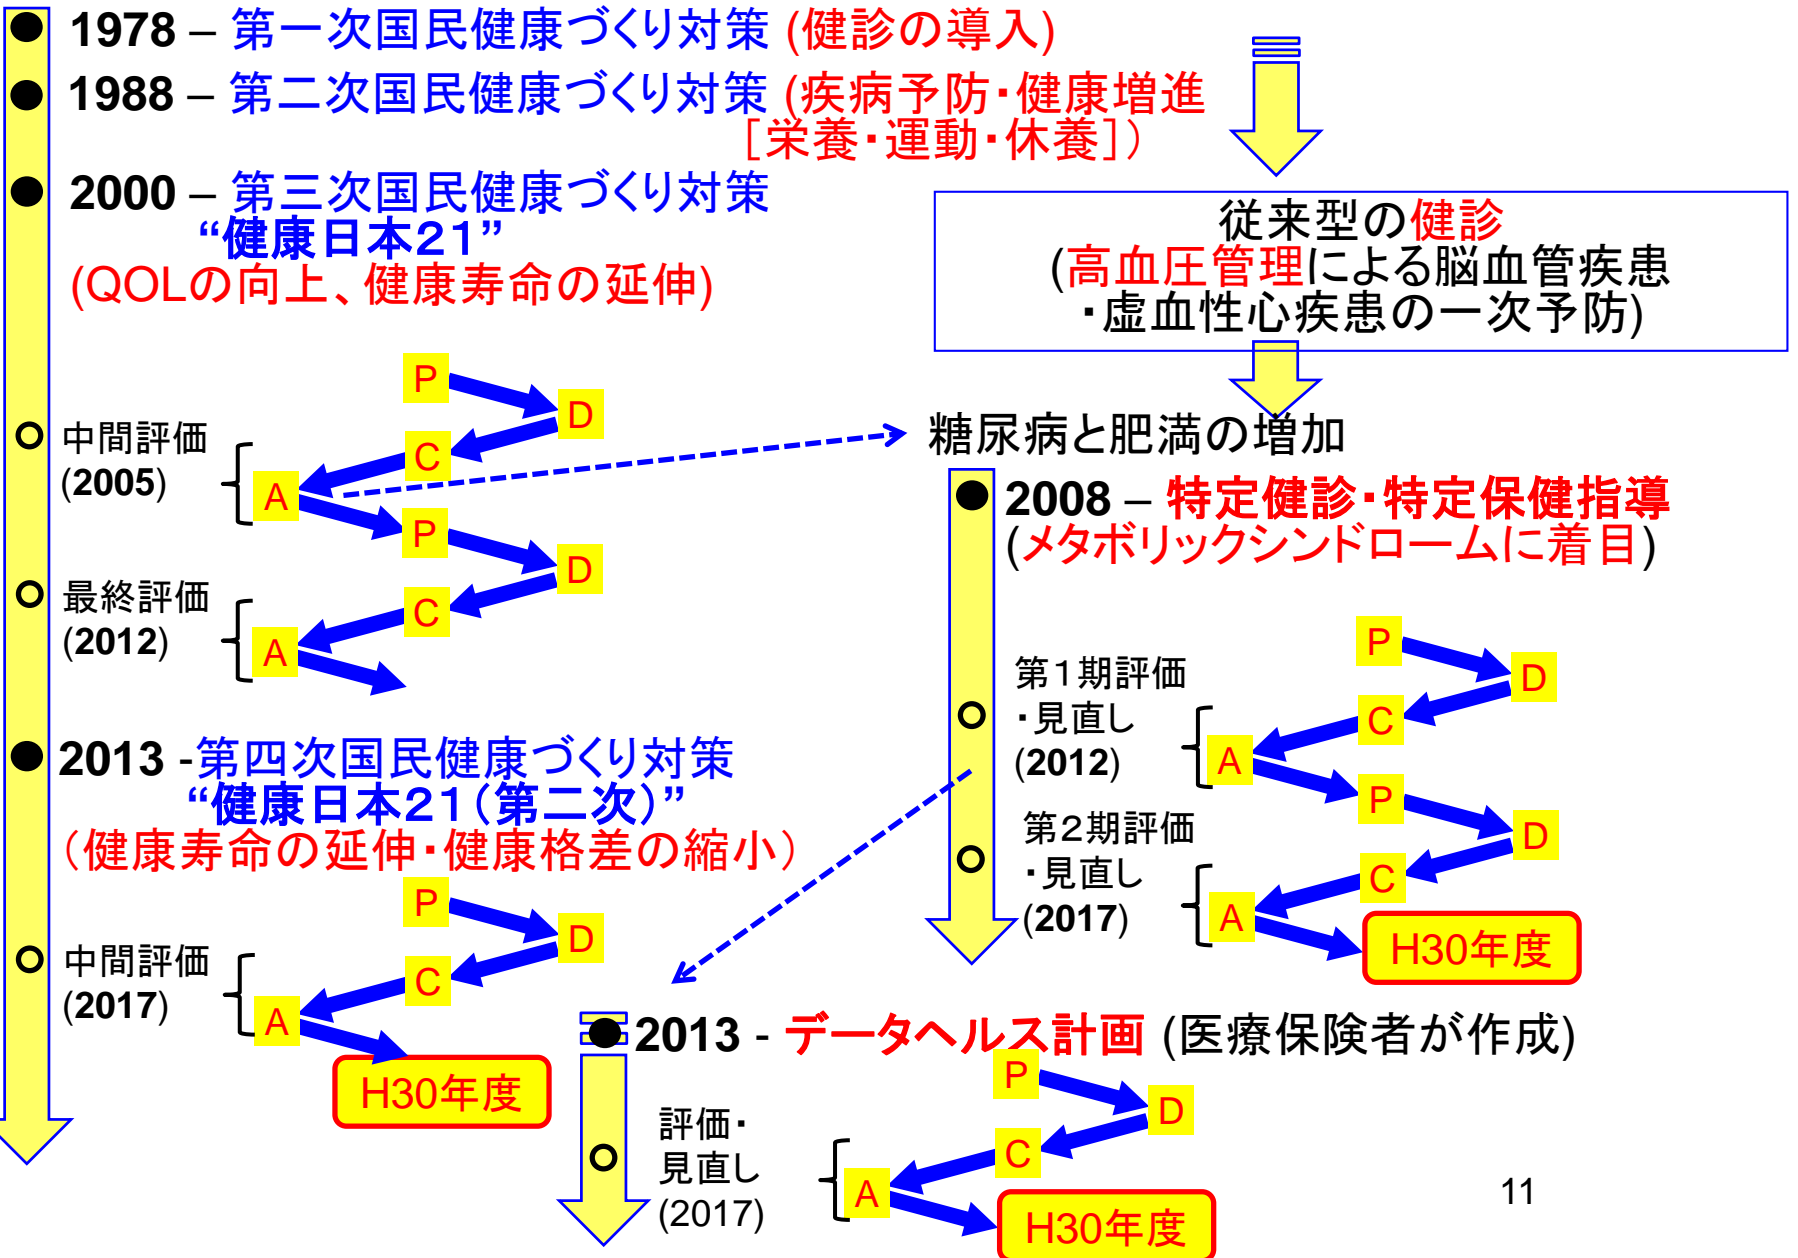 1978 – 第一次国民健康づくり対策 (健診の導入)
1988 – 第二次国民健康づくり対策 (疾病予防・健康増進
［栄養・運動・休養］)
2000 – 第三次国民健康づくり対策
“健康日本２１”
(QOLの向上、健康寿命の延伸)
P
D
C
A
中間評価
(2005)
P
D
C
A
最終評価
(2012)
2013 -第四次国民健康づくり対策
“健康日本２１（第二次）”
（健康寿命の延伸・健康格差の縮小）
P
D
C
A
中間評価
(2017)
H30年度
従来型の健診
(高血圧管理による脳血管疾患
・虚血性心疾患の一次予防)
糖尿病と肥満の増加
2008 – 特定健診・特定保健指導
(メタボリックシンドロームに着目)
P
D
C
A
第１期評価
・見直し
(2012)
P
D
C
A
第２期評価
・見直し
(2017)
H30年度
2013 - データヘルス計画 (医療保険者が作成)
P
D
C
A
評価・
見直し
(2017)
H30年度
11